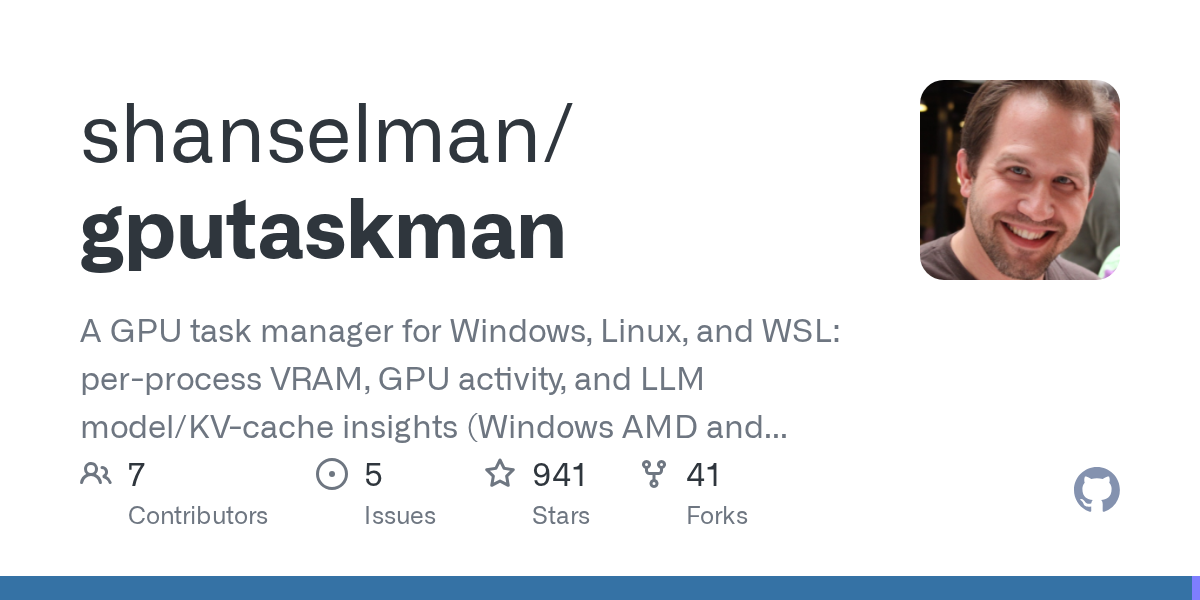 shanselman/
gputaskman
A GPU task manager for Windows, Linux, and WSL:
per-process VRAM, GPU activity, and LLM
model/KV-cache insights (Windows AMD and...
7 5 941 41
Contributors Issues Stars Forks